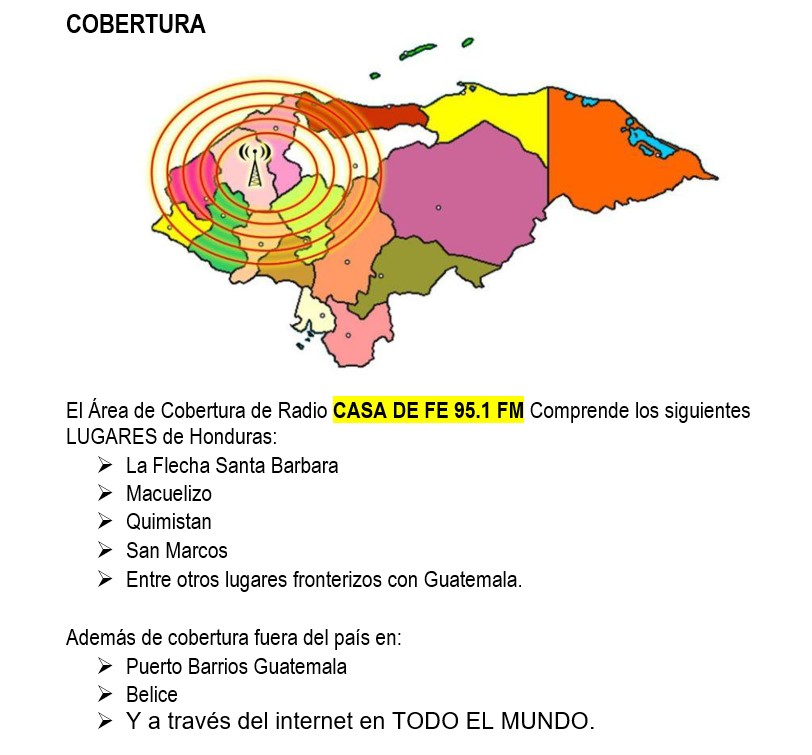 COBERTURA
El Área de Cobertura de Radio CASA DE FE 95.1 FM Comprende los siguientes
LUGARES de Honduras:
➢ La Flecha Santa Barbara
➢ Macuelizo
➢ Quimistan
➢ San Marcos
➢ Entre otros lugares fronterizos con Guatemala.
Además de cobertura fuera del país en:
➢ Puerto Barrios Guatemala
➢ Belice
➢ Y a través del internet en TODO EL MUNDO.